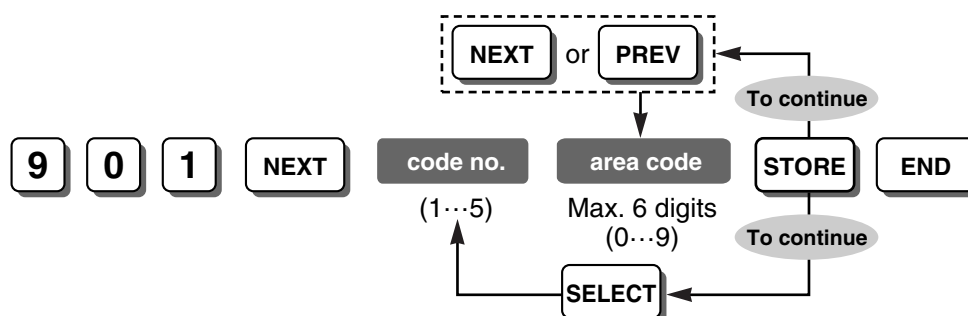 NEXT or PREV
To continue
9 0 1 NEXT code no. area code STORE END
(1···5) Max. 6 digits
(0···9)
To continue
SELECT